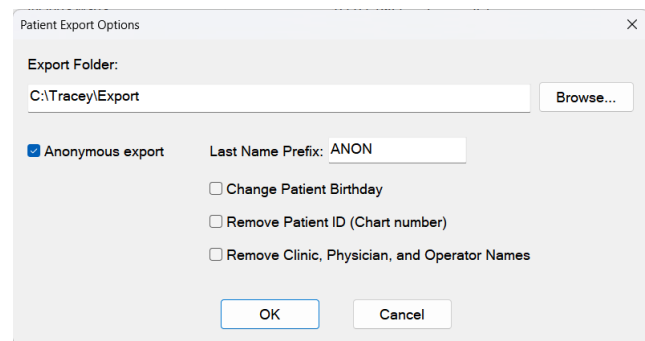 Patient Export Options
Export Folder:
C:\Tracey\Export
Browse...
Anonymous export
Last Name Prefix: ANON
Change Patient Birthday
Remove Patient ID (Chart number)
Remove Clinic, Physician, and Operator Names
OK
Cancel